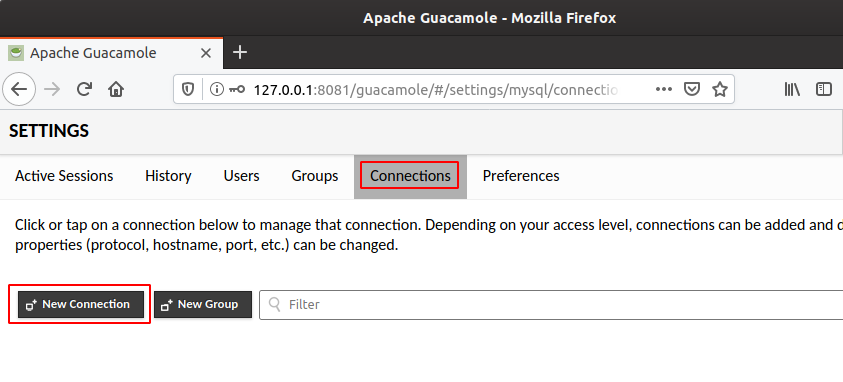 Apache Guacamole - Mozilla Firefox
Apache Guacamole
127.0.0.1:8081/guacamole/#/settings/mysql/connectio
SETTINGS
Active Sessions History Users Groups Connections Preferences
Click or tap on a connection below to manage that connection. Depending on your access level, connections can be added and d
properties (protocol, hostname, port, etc.) can be changed.
New Connection New Group Filter